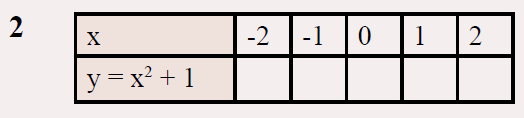 2
x -2 -1 0 1 2
y = x² + 1